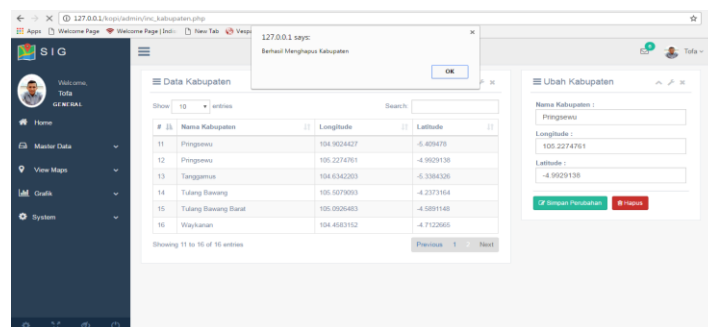 127.0.0.1/kopi/admin/inc_kabupaten.php
Apps Welcome Page Welcome Page | Ind New Tab Vesp
127.0.0.1 says:
Berhasil Menghapus Kabupaten
OK
SIG
Tofa
Welcome,
Tofa
GENERAL
Home
Master Data
View Maps
Grafik
System
Data Kabupaten
Show 10 entries
Search:
# Nama Kabupaten Longitude Latitude
11 Pringsewu 104.9024427 -5.409478
12 Pringsewu 105.2274761 -4.9929138
13 Tanggamus 104.6342203 -5.3384326
14 Tulang Bawang 105.5079093 -4.2373164
15 Tulang Bawang Barat 105.0926483 -4.5891148
16 Waykanan 104.4583152 -4.7122665
Showing 11 to 16 of 16 entries
Previous 1 2 Next
Ubah Kabupaten
Nama Kabupaten :
Pringsewu
Longitude :
105.2274761
Latitude :
-4.9929138
Simpan Perubahan
Hapus